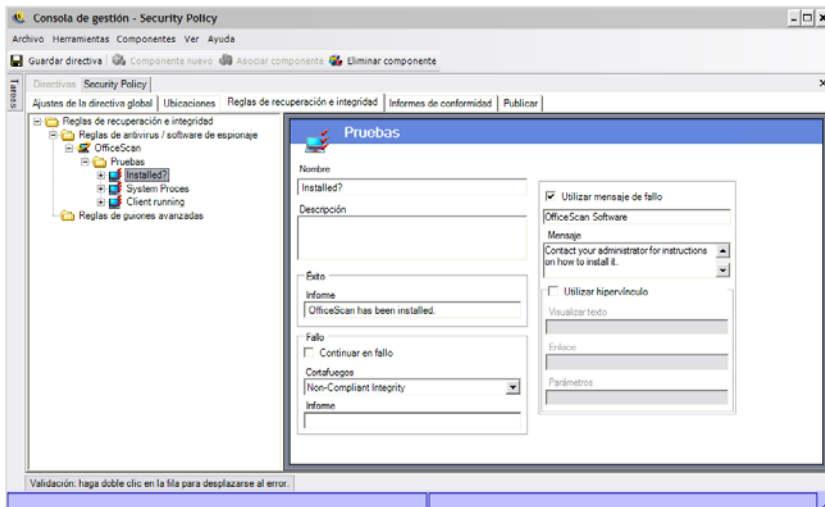 Consola de gestión - Security Policy
Archivo Herramientas Componentes Ver Ayuda
Guardar directiva Componente nuevo Asociar componente Eliminar componente
Tareas
Directivas Security Policy
Ajustes de la directiva global Ubicaciones Reglas de recuperación e integridad Informes de conformidad Publicar
Reglas de recuperación e integridad
Reglas de antivirus / software de espionaje
OfficeScan
Pruebas
Installed?
System Proces
Client running
Reglas de guiones avanzadas
Pruebas
Nombre
Installed?
Descripción
Éxito
Informe
OfficeScan has been installed.
Fallo
Continuar en fallo
Cortafuegos
Non-Compliant Integrity
Informe
Utilizar mensaje de fallo
OfficeScan Software
Mensaje
Contact your administrator for instructions
on how to install it.
Utilizar hipervínculo
Visualizar texto
Enlace
Parámetros
Validación: haga doble clic en la fila para desplazarse al error.